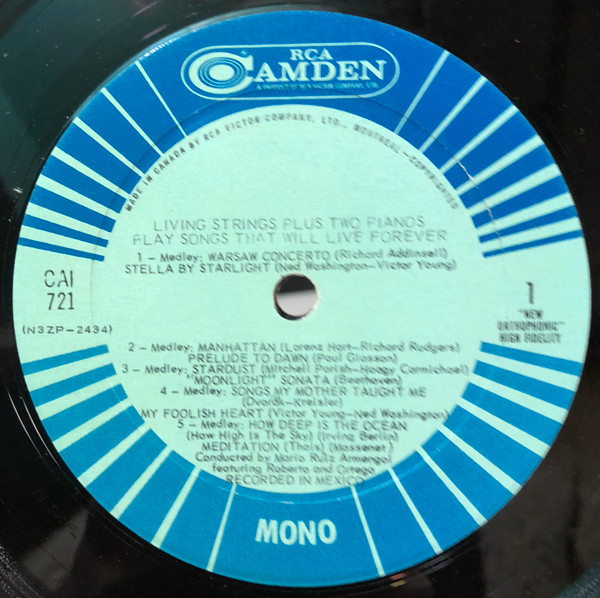 RCA
CAMDEN
A PRODUCT OF RCA VICTOR COMPANY, LTD.
MADE IN CANADA BY RCA VICTOR COMPANY, LTD., MONTREAL—COPYRIGHTED
LIVING STRINGS PLUS TWO PIANOS
PLAY SONGS THAT WILL LIVE FOREVER
1 – Medley: WARSAW CONCERTO (Richard Addinsell)
STELLA BY STARLIGHT (Ned Washington–Victor Young)
CAI
721
(N3ZP-2434)
1
"NEW
ORTHOPHONIC"
HIGH FIDELITY
2 – Medley: MANHATTAN (Lorenz Hart–Richard Rodgers)
PRELUDE TO DAWN (Paul Glasson)
3 – Medley: STARDUST (Mitchell Parish–Hoagy Carmichael)
"MOONLIGHT" SONATA (Beethoven)
4 – Medley: SONGS MY MOTHER TAUGHT ME
(Dvorák–Kreisler)
MY FOOLISH HEART (Victor Young–Ned Washington)
5 – Medley: HOW DEEP IS THE OCEAN
(How High Is The Sky) (Irving Berlin)
MEDITATION (Thais) (Massenet)
Conducted by Mario Ruiz Armengol
featuring Roberto and Ortega
RECORDED IN MEXICO
MONO